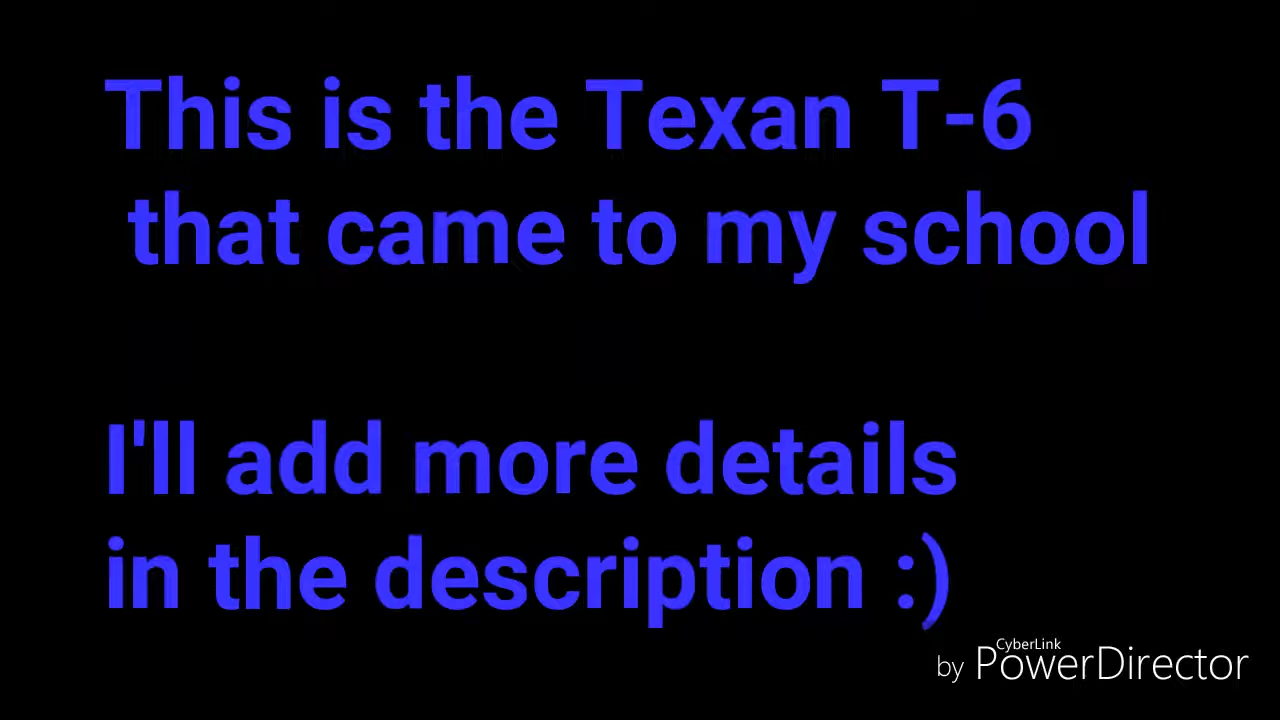 This is the Texan T-6
that came to my school
I'll add more details
in the description :)
CyberLink
by PowerDirector